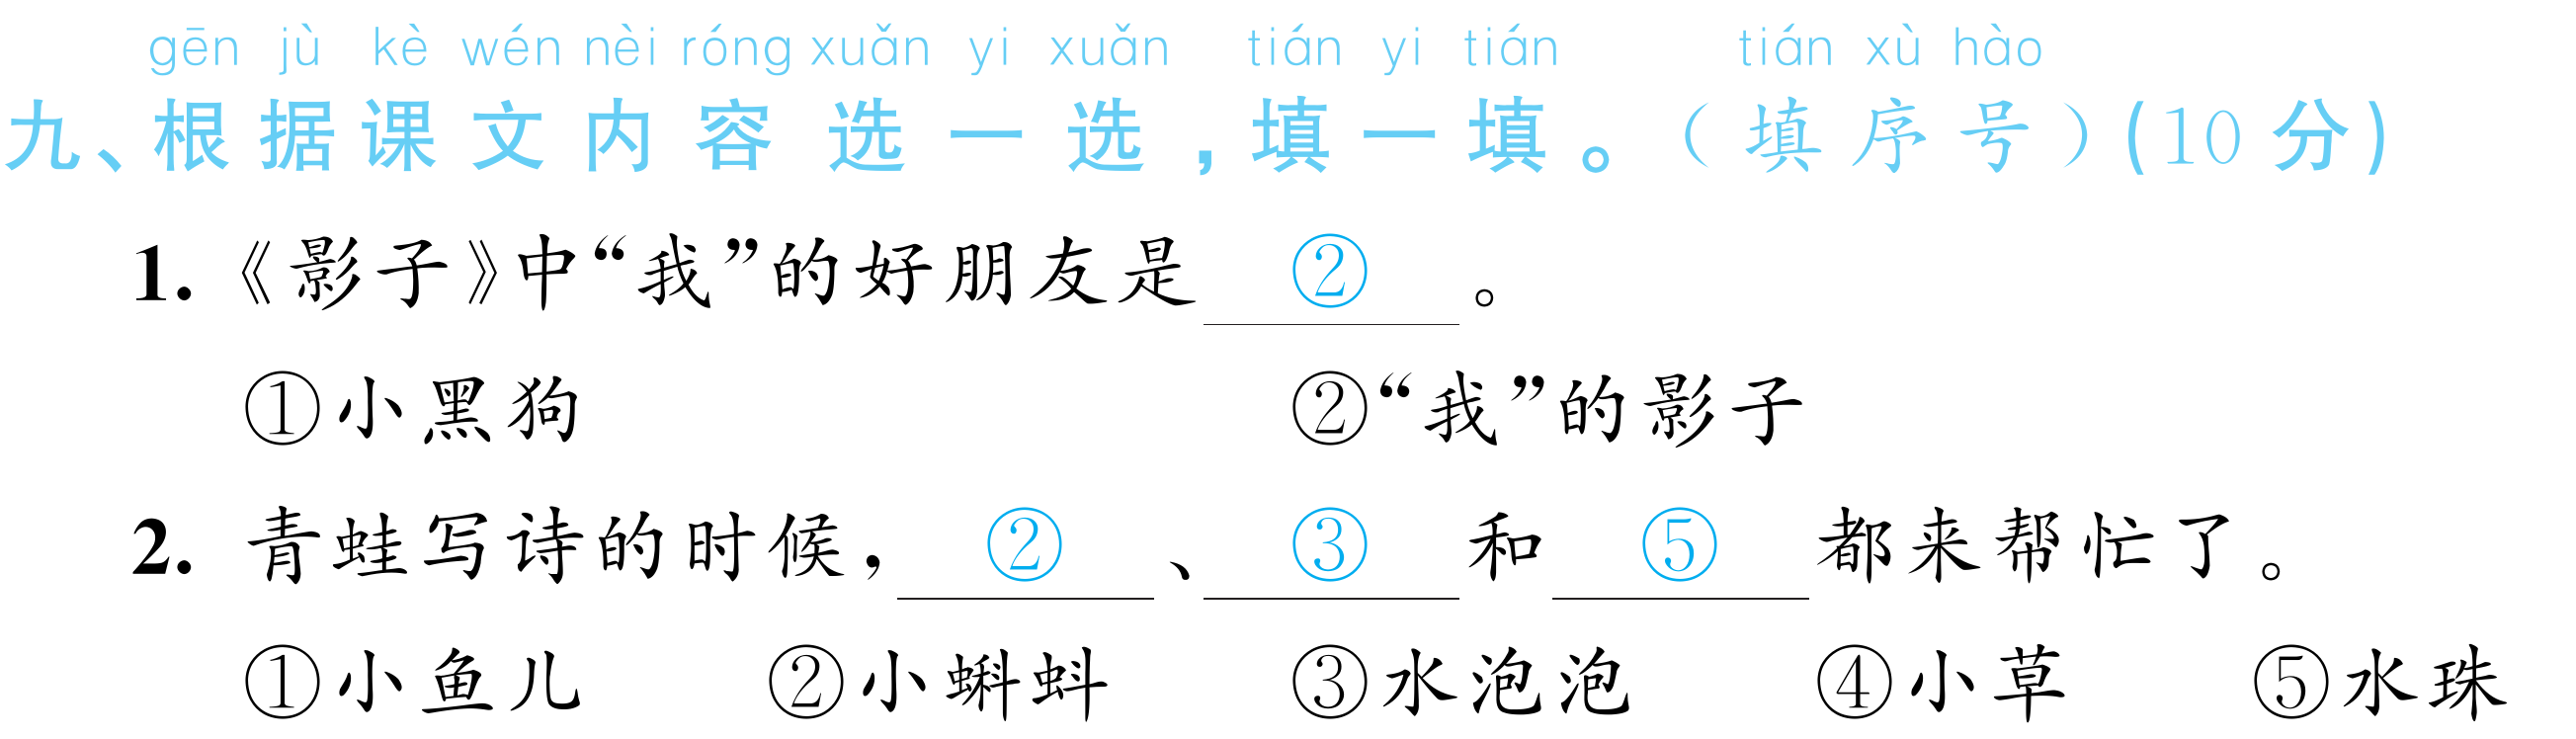 gēn jù kè wén nèi róng xuǎn yi xuǎn tián yi tián tián xù hào
九、根据课文内容选一选,填一填。(填序号)(10分)
1.《影子》中“我”的好朋友是 ② 。
①小黑狗 ②“我”的影子
2. 青蛙写诗的时候, ② 、 ③ 和 ⑤ 都来帮忙了。
①小鱼儿 ②小蝌蚪 ③水泡泡 ④小草 ⑤水珠